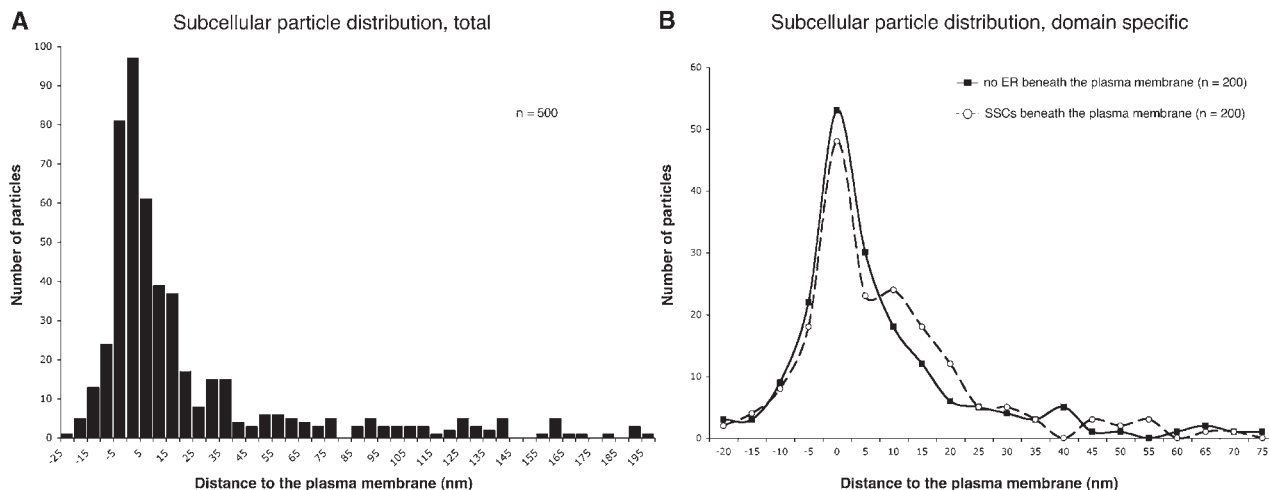 A
Subcellular particle distribution, total
100
90
80
70
60
50
40
30
20
10
0
Number of particles
n = 500
-25 -15 -5 5 15 25 35 45 55 65 75 85 95 105 115 125 135 145 155 165 175 185 195
Distance to the plasma membrane (nm)
B
Subcellular particle distribution, domain specific
60
50
40
30
20
10
0
Number of particles
no ER beneath the plasma membrane (n = 200)
SSCs beneath the plasma membrane (n = 200)
-20 -15 -10 -5 0 5 10 15 20 25 30 35 40 45 50 55 60 65 70 75
Distance to the plasma membrane (nm)